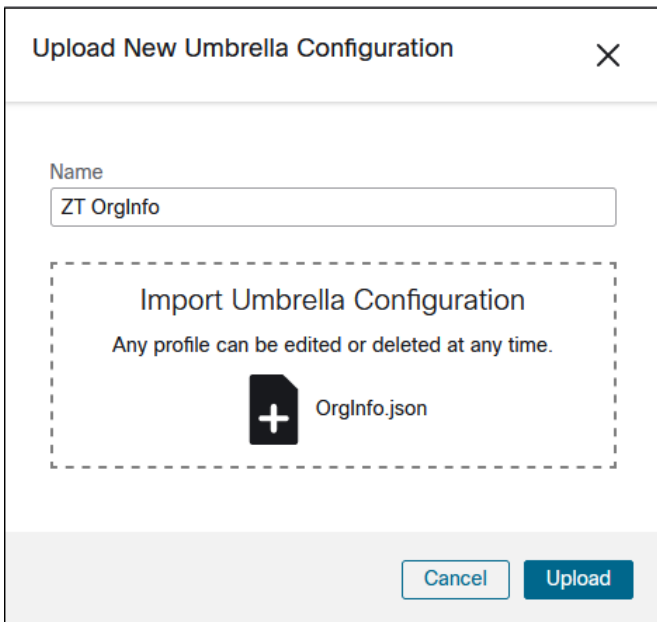 Upload New Umbrella Configuration
Name
ZT OrgInfo
Import Umbrella Configuration
Any profile can be edited or deleted at any time.
OrgInfo.json
Cancel
Upload